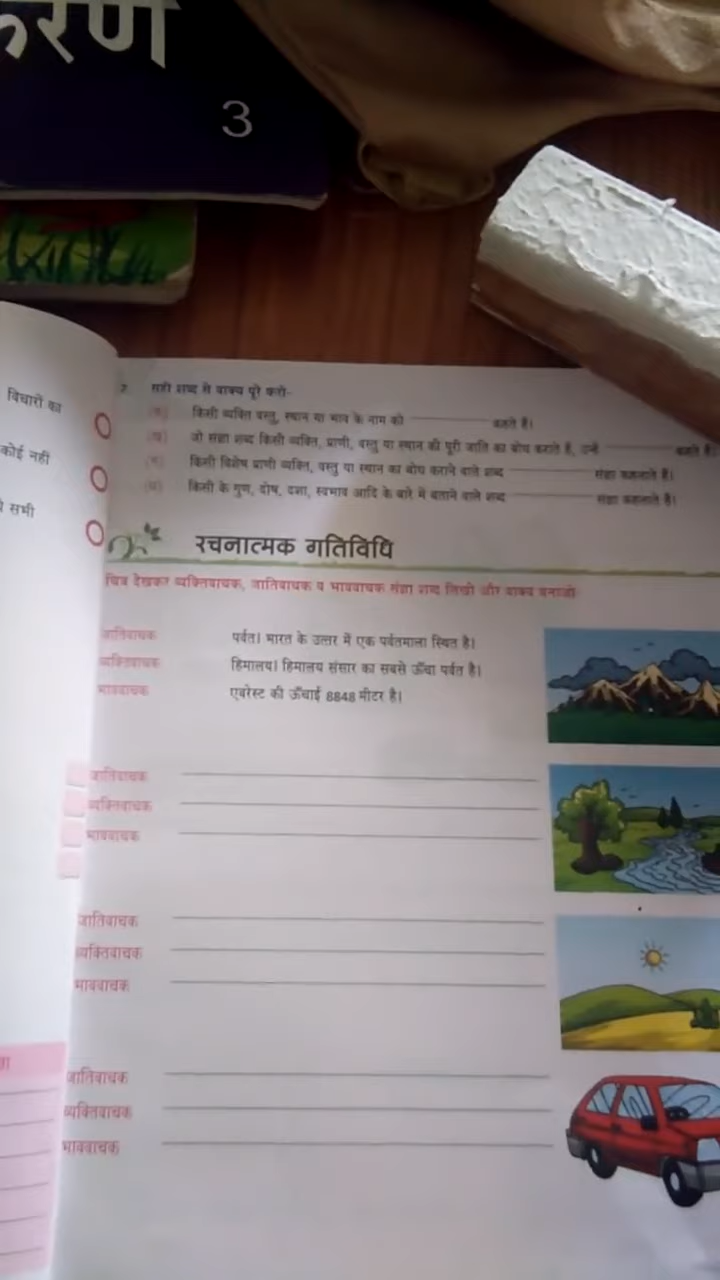 करण
3
विचारों का
कोई नहीं
सभी
2. सही शब्द से वाक्य पूरे करो-
(क) किसी व्यक्ति वस्तु, स्थान या भाव के नाम को कहते हैं।
(ख) जो संज्ञा शब्द किसी व्यक्ति, प्राणी, वस्तु या स्थान की पूरी जाति का बोध कराते हैं, उन्हें कहते हैं।
(ग) किसी विशेष प्राणी व्यक्ति, वस्तु या स्थान का बोध कराने वाले शब्द संज्ञा कहलाते हैं।
(घ) किसी के गुण, दोष, दशा, स्वभाव आदि के बारे में बताने वाले शब्द संज्ञा कहलाते हैं।
रचनात्मक गतिविधि
चित्र देखकर व्यक्तिवाचक, जातिवाचक व भाववाचक संज्ञा शब्द लिखो और वाक्य बनाओ
जातिवाचक पर्वत। भारत के उत्तर में एक पर्वतमाला स्थित है।
व्यक्तिवाचक हिमालय। हिमालय संसार का सबसे ऊँचा पर्वत है।
भाववाचक एवरेस्ट की ऊँचाई 8848 मीटर है।
जातिवाचक
व्यक्तिवाचक
भाववाचक
जातिवाचक
व्यक्तिवाचक
भाववाचक
जातिवाचक
व्यक्तिवाचक
भाववाचक